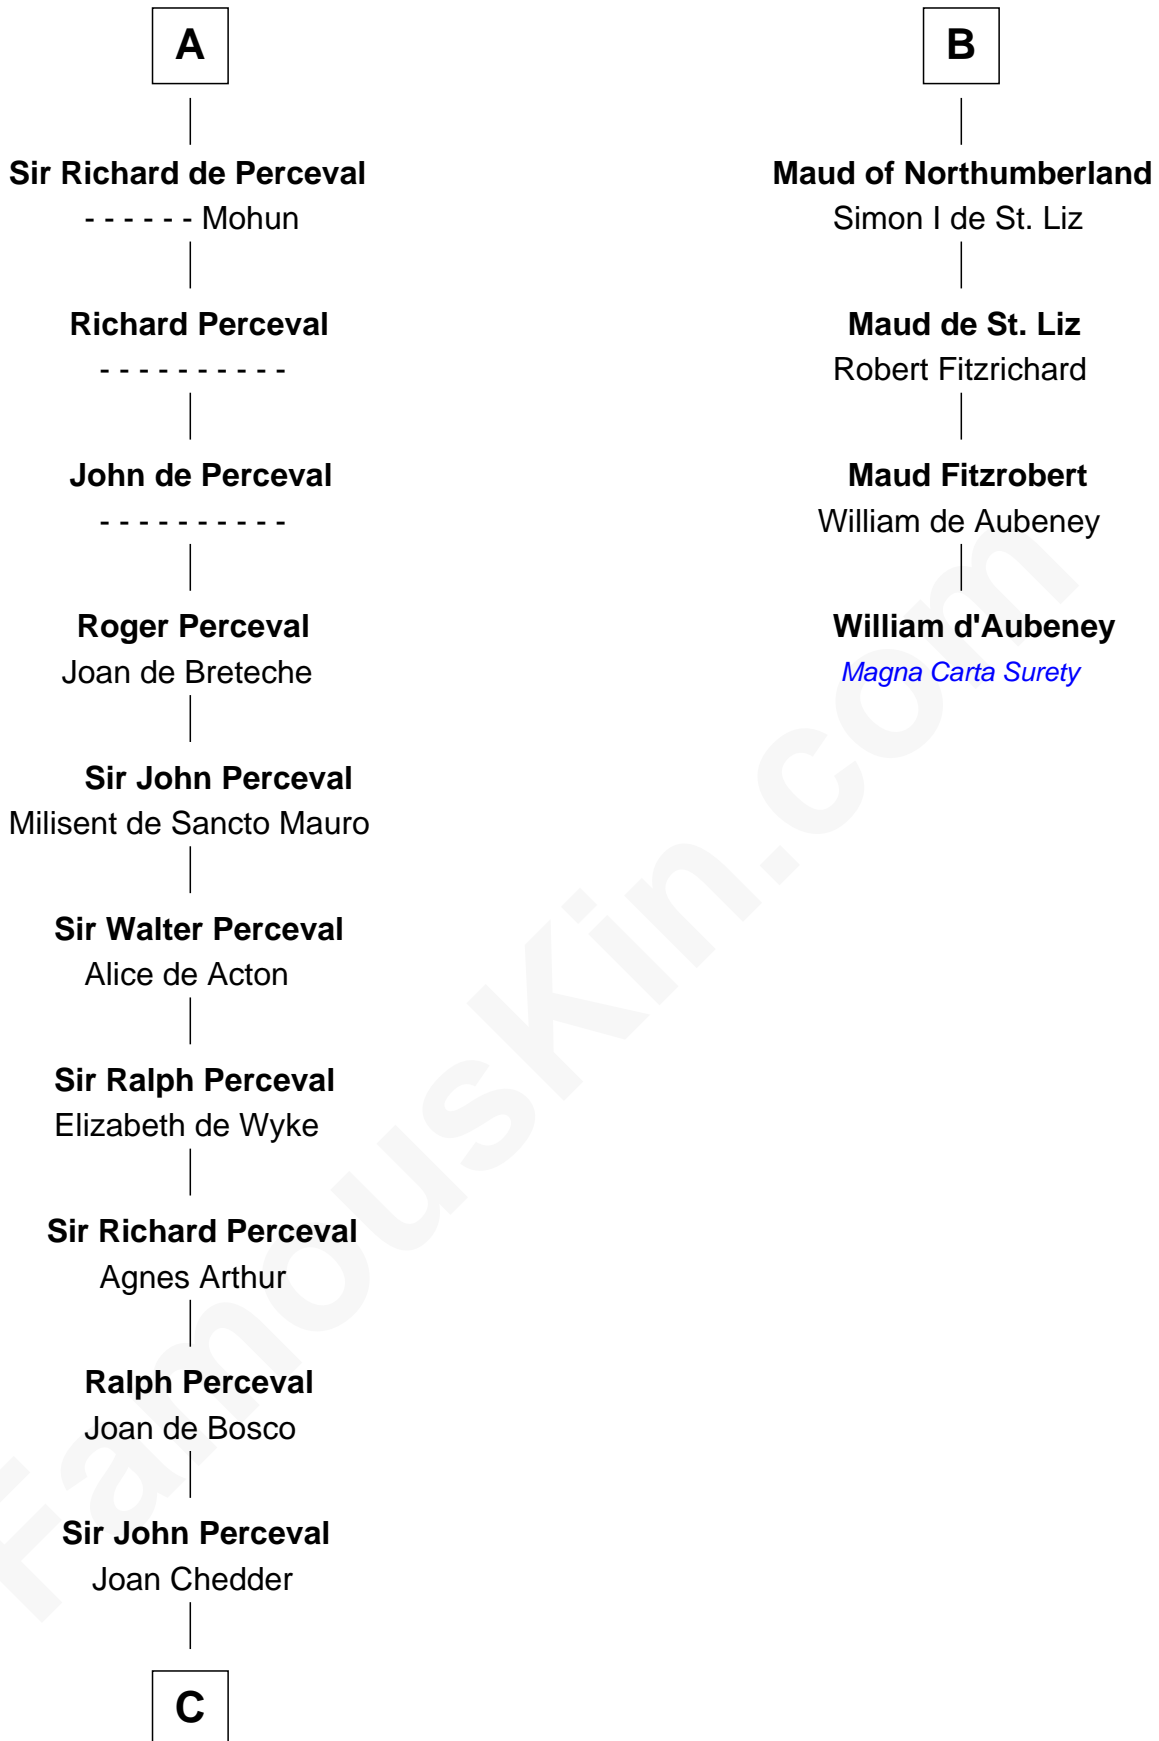 A
Sir Richard de Perceval
- - - - - - Mohun
Richard Perceval
- - - - - - - - - -
John de Perceval
- - - - - - - - - -
Roger Perceval
Joan de Breteche
Sir John Perceval
Milisent de Sancto Mauro
Sir Walter Perceval
Alice de Acton
Sir Ralph Perceval
Elizabeth de Wyke
Sir Richard Perceval
Agnes Arthur
Ralph Perceval
Joan de Bosco
Sir John Perceval
Joan Chedder
C
B
Maud of Northumberland
Simon I de St. Liz
Maud de St. Liz
Robert Fitzrichard
Maud Fitzrobert
William de Aubeney
William d'Aubeney
Magna Carta Surety
FamousKin.com